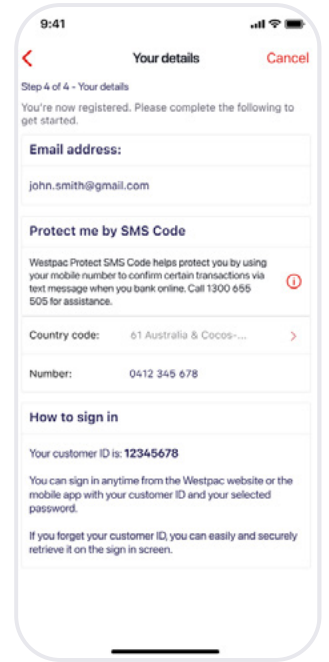 9:41
Your details
Cancel
Step 4 of 4 - Your details
You're now registered. Please complete the following to
get started.
Email address:
john.smith@gmail.com
Protect me by SMS Code
Westpac Protect SMS Code helps protect you by using
your mobile number to confirm certain transactions via
text message when you bank online. Call 1300 655
505 for assistance.
Country code: 61 Australia & Cocos-...
Number: 0412 345 678
How to sign in
Your customer ID is: 12345678
You can sign in anytime from the Westpac website or the
mobile app with your customer ID and your selected
password.
If you forget your customer ID, you can easily and securely
retrieve it on the sign in screen.